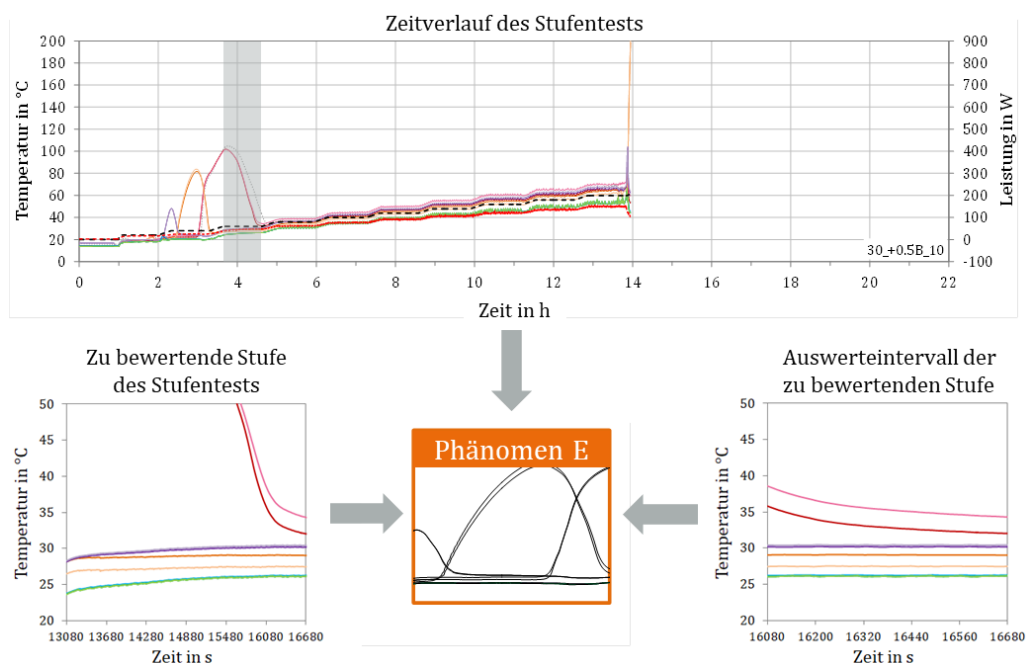 Zeitverlauf des Stufentests
200 900
180 800
160 700
140 600
120 500
100 400
80 300
60 200
40 100
20 0
0 -100
Temperatur in °C
Leistung in W
30_+0.5B_10
0 2 4 6 8 10 12 14 16 18 20 22
Zeit in h
Zu bewertende Stufe
des Stufentests
50
45
40
35
30
25
20
Temperatur in °C
13080 13680 14280 14880 15480 16080 16680
Zeit in s
Phänomen E
Auswerteintervall der
zu bewertenden Stufe
50
45
40
35
30
25
20
Temperatur in °C
16080 16200 16320 16440 16560 16680
Zeit in s